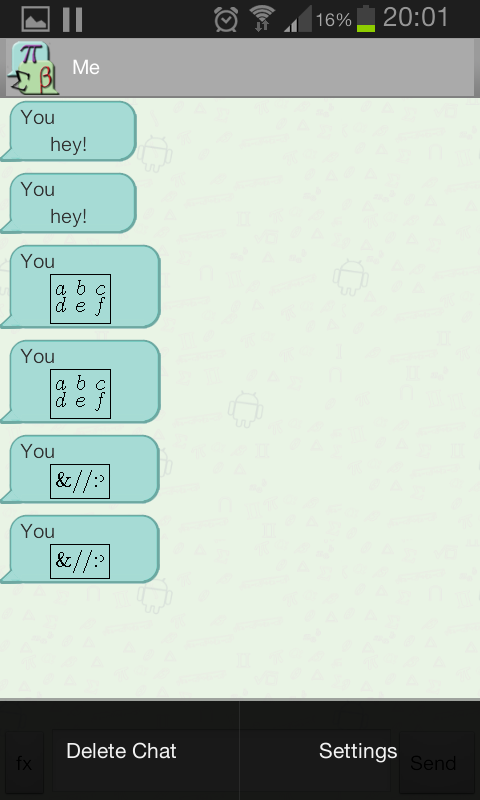 16% 20:01
π
Σ β
Me
You
hey!
You
hey!
You
a b c
d e f
You
a b c
d e f
You
&//:,
You
&//:,
Delete Chat Settings
fx Send